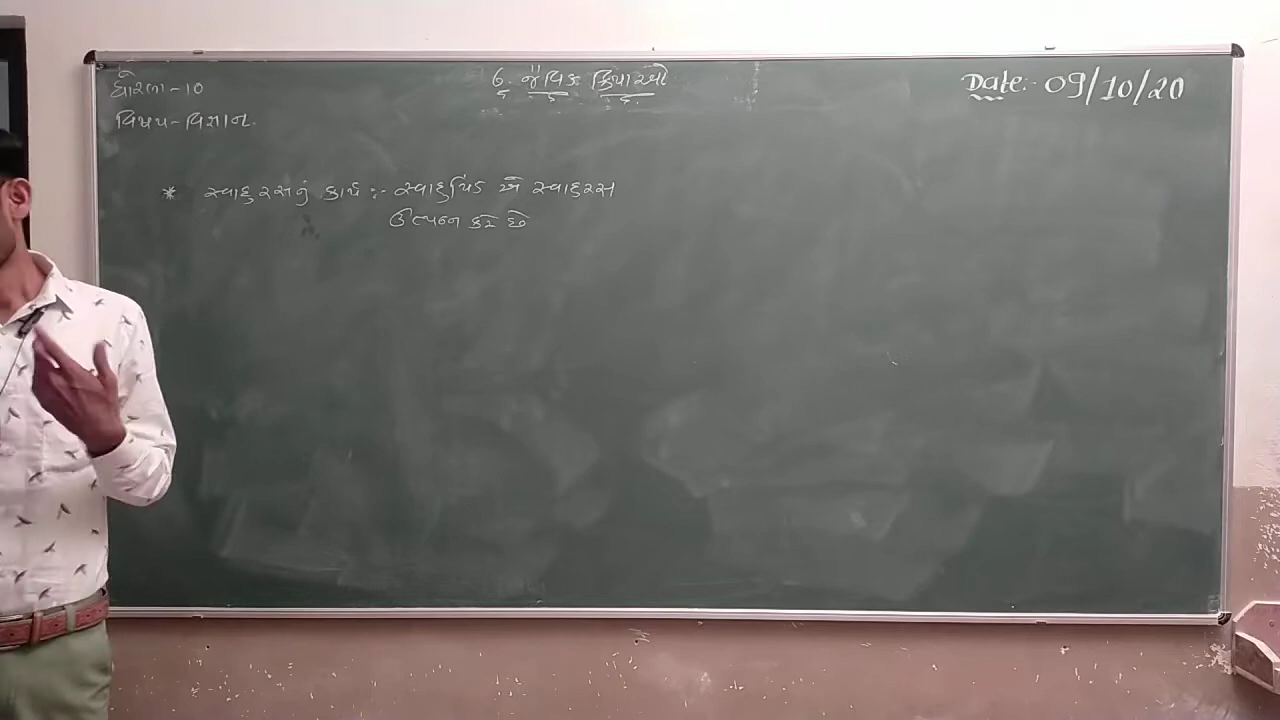 ધોરણ-10
6. જૈવિક ક્રિયાઓ
Date:- 09/10/20
વિષય-વિજ્ઞાન.
* સ્વાદુરસનું કાર્ય :- સ્વાદુપિંડ એ સ્વાદુરસ
ઉત્પન્ન કરે છે